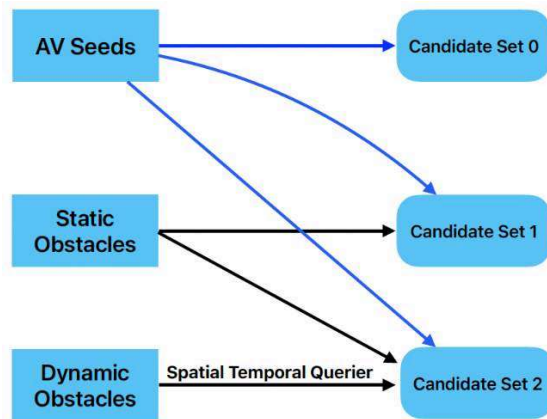 AV Seeds
Candidate Set 0
Static
Obstacles
Candidate Set 1
Dynamic
Obstacles
Spatial Temporal Querier
Candidate Set 2